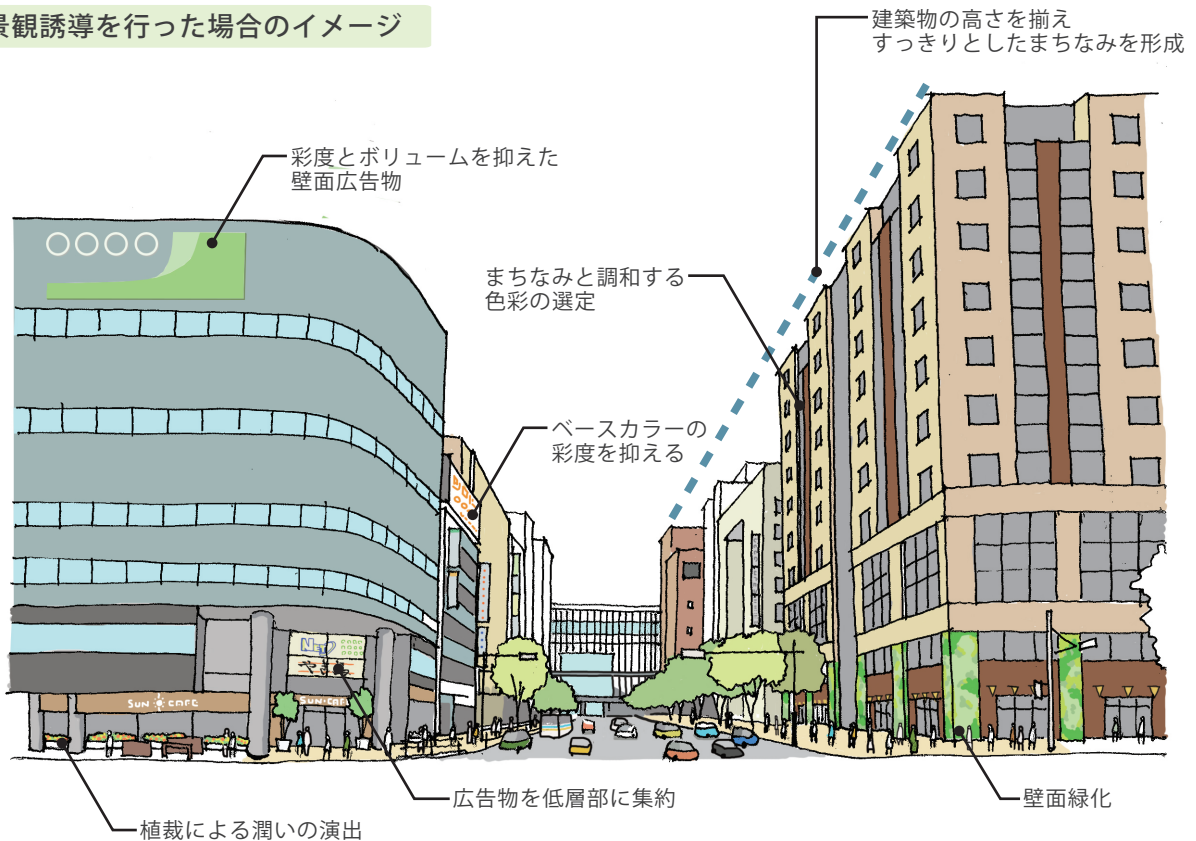 景観誘導を行った場合のイメージ
建築物の高さを揃え
すっきりとしたまちなみを形成
彩度とボリュームを抑えた
壁面広告物
○○○○
まちなみと調和する
色彩の選定
ベースカラーの
彩度を抑える
SUN CAFE
SUN・CAFE
広告物を低層部に集約
壁面緑化
植裁による潤いの演出